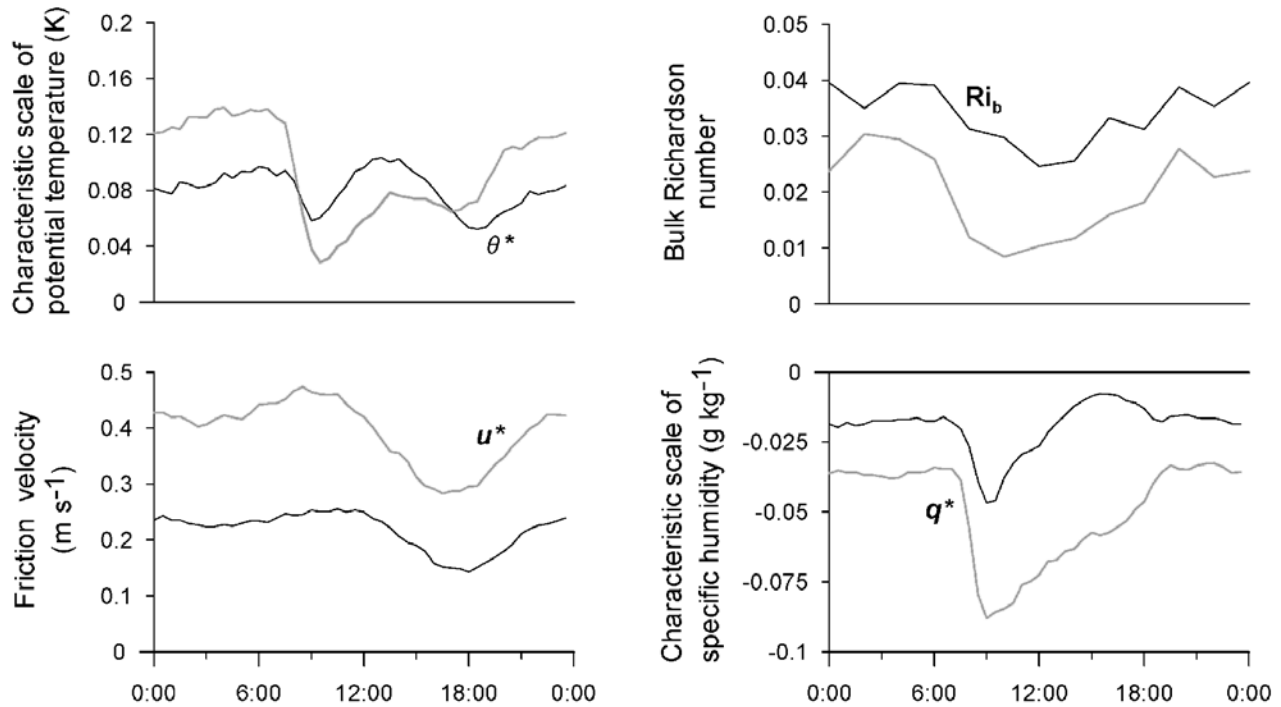 Characteristic scale of
potential temperature (K)
0.2
0.16
0.12
0.08
0.04
0
θ*
Bulk Richardson
number
0.05
0.04
0.03
0.02
0.01
0
Ri_b
Friction velocity
(m s⁻¹)
0.5
0.4
0.3
0.2
0.1
0
u*
0:00 6:00 12:00 18:00 0:00
Characteristic scale of
specific humidity (g kg⁻¹)
0
-0.025
-0.05
-0.075
-0.1
q*
0:00 6:00 12:00 18:00 0:00